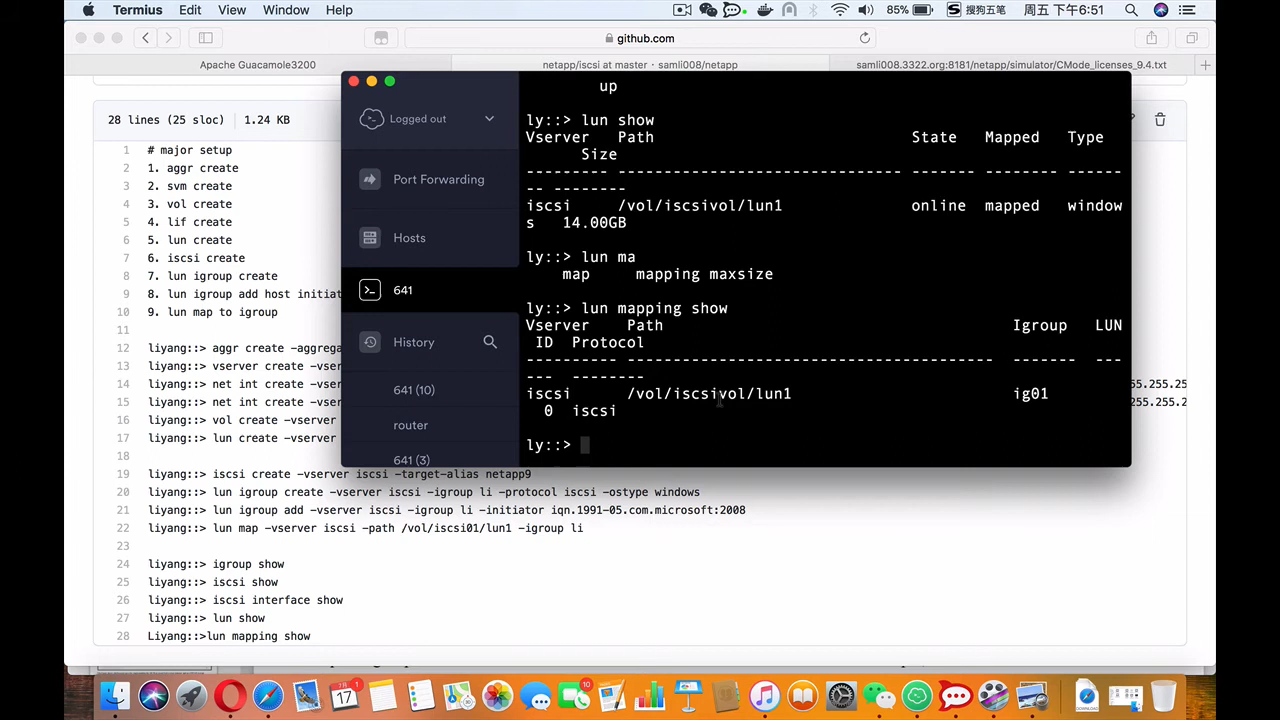 Termius Edit View Window Help 85% 搜狗五笔 周五 下午6:51
github.com
Apache Guacamole3200 netapp/iscsi at master · samli008/netapp samli008.3322.org:8181/netapp/simulator/CMode_licenses_9.4.txt
28 lines (25 sloc) 1.24 KB
1 # major setup
2 1. aggr create
3 2. svm create
4 3. vol create
5 4. lif create
6 5. lun create
7 6. iscsi create
8 7. lun igroup create
9 8. lun igroup add host initiat
10 9. lun map to igroup
11
12 liyang::> aggr create -aggrega
13 liyang::> vserver create -vser
14 liyang::> net int create -vser 255.255.2
15 liyang::> net int create -vser 255.255.2
16 liyang::> vol create -vserver
17 liyang::> lun create -vserver
18
19 liyang::> iscsi create -vserver iscsi -target-alias netapp9
20 liyang::> lun igroup create -vserver iscsi -igroup li -protocol iscsi -ostype windows
21 liyang::> lun igroup add -vserver iscsi -igroup li -initiator iqn.1991-05.com.microsoft:2008
22 liyang::> lun map -vserver iscsi -path /vol/iscsi01/lun1 -igroup li
23
24 liyang::> igroup show
25 liyang::> iscsi show
26 liyang::> iscsi interface show
27 liyang::> lun show
28 Liyang::>lun mapping show
Logged out
Port Forwarding
Hosts
641
History
641 (10)
router
641 (3)
up
ly::> lun show
Vserver Path State Mapped Type
Size
--------- ------------------------------- ------- -------- ------
-- --------
iscsi /vol/iscsivol/lun1 online mapped window
s 14.00GB
ly::> lun ma
map mapping maxsize
ly::> lun mapping show
Vserver Path Igroup LUN
ID Protocol
---------- ---------------------------------------- ------- ---
--- --------
iscsi /vol/iscsivol/lun1 ig01
0 iscsi
ly::>
7月
17
10
DOWNLOAD